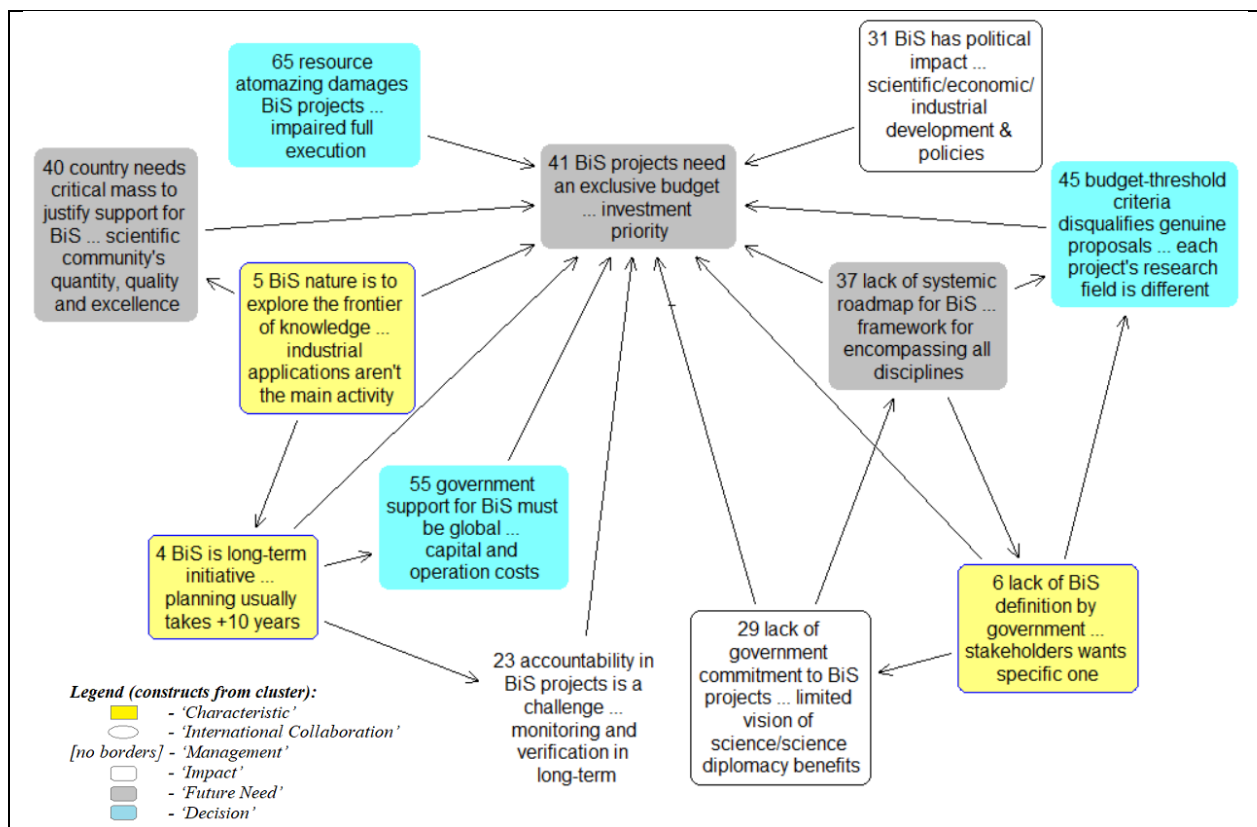 65 resource
atomazing damages
BiS projects ...
impaired full
execution
31 BiS has political
impact ...
scientific/economic/
industrial
development &
policies
40 country needs
critical mass to
justify support for
BiS ... scientific
community's
quantity, quality
and excellence
41 BiS projects need
an exclusive budget
... investment
priority
45 budget-threshold
criteria
disqualifies genuine
proposals ... each
project's research
field is different
5 BiS nature is to
explore the frontier
of knowledge ...
industrial
applications aren't
the main activity
37 lack of systemic
roadmap for BiS ...
framework for
encompassing all
disciplines
55 government
support for BiS must
be global ...
capital and
operation costs
4 BiS is long-term
initiative ...
planning usually
takes +10 years
23 accountability in
BiS projects is a
challenge ...
monitoring and
verification in
long-term
29 lack of
government
commitment to BiS
projects ... limited
vision of
science/science
diplomacy benefits
6 lack of BiS
definition by
government ...
stakeholders wants
specific one
Legend (constructs from cluster):
- 'Characteristic'
- 'International Collaboration'
[no borders] - 'Management'
- 'Impact'
- 'Future Need'
- 'Decision'